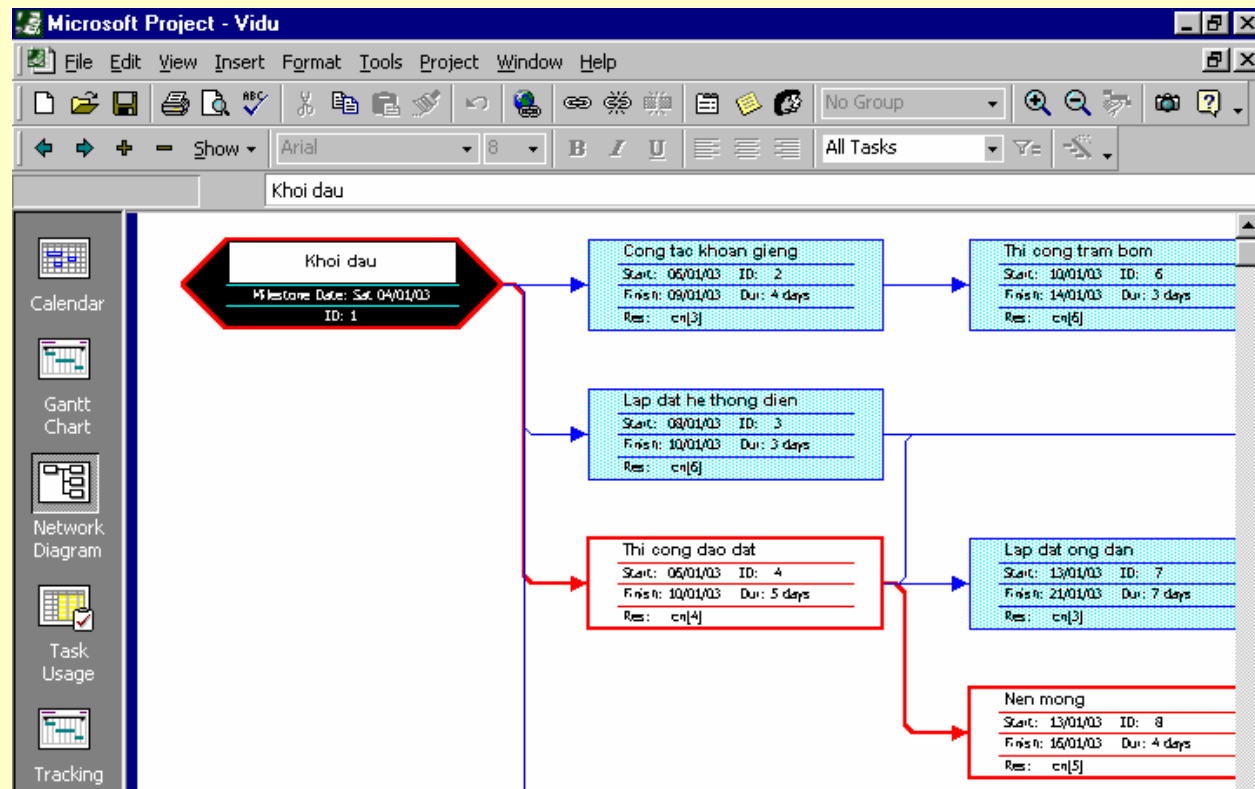 Microsoft Project - Vidu
File Edit View Insert Format Tools Project Window Help
ABC No Group
Show Arial 8 B I U All Tasks
Khoi dau
Calendar
Gantt
Chart
Network
Diagram
Task
Usage
Tracking
Khoi dau
Milestone Date: Sat 04/01/03
ID: 1
Cong tac khoan gieng
Start: 06/01/03 ID: 2
Finish: 09/01/03 Dur: 4 days
Res: cn[3]
Thi cong tram bom
Start: 10/01/03 ID: 6
Finish: 14/01/03 Dur: 3 days
Res: cn[6]
Lap dat he thong dien
Start: 08/01/03 ID: 3
Finish: 10/01/03 Dur: 3 days
Res: cn[6]
Thi cong dao dat
Start: 06/01/03 ID: 4
Finish: 10/01/03 Dur: 5 days
Res: cn[4]
Lap dat ong dan
Start: 13/01/03 ID: 7
Finish: 21/01/03 Dur: 7 days
Res: cn[3]
Nen mong
Start: 13/01/03 ID: 8
Finish: 16/01/03 Dur: 4 days
Res: cn[5]